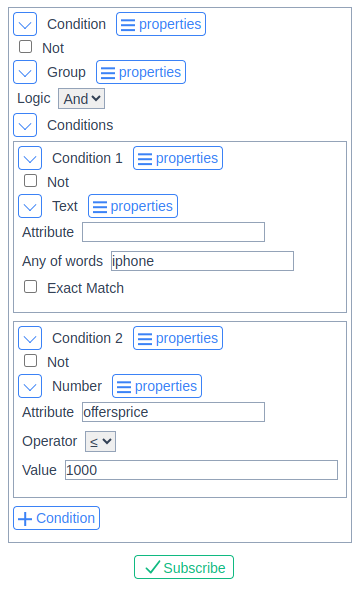 Condition properties
Not
Group properties
Logic And
Conditions
Condition 1 properties
Not
Text properties
Attribute
Any of words iphone
Exact Match
Condition 2 properties
Not
Number properties
Attribute offersprice
Operator ≤
Value 1000
Condition
Subscribe